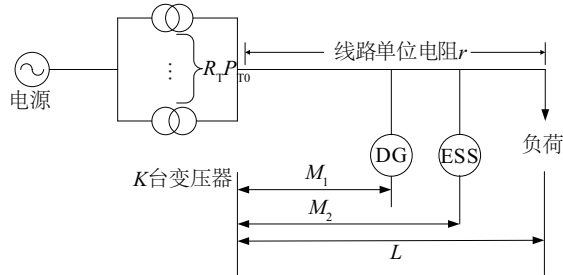 线路单位电阻r
⋮
R_T P_T0
电源
DG
ESS
负荷
K台变压器
M_1
M_2
L